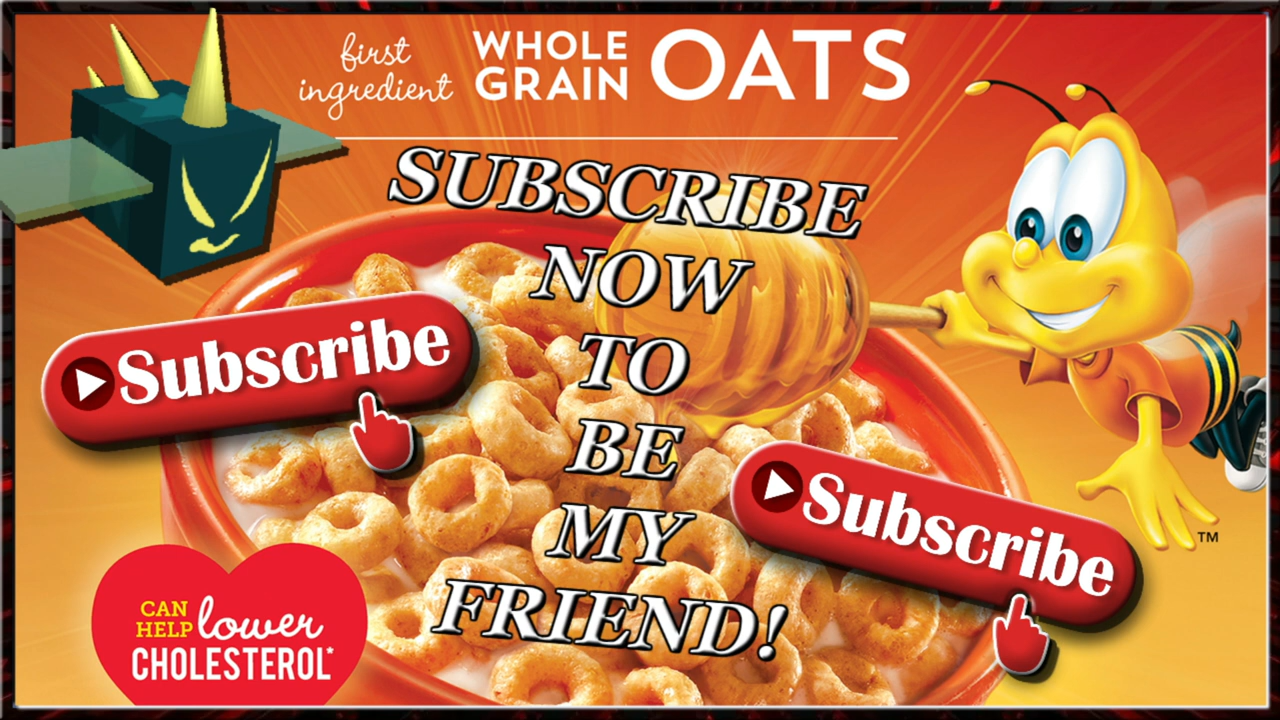 first
ingredient
WHOLE
GRAIN
OATS
SUBSCRIBE
NOW
TO
BE
MY
FRIEND!
Subscribe
Subscribe
CAN
HELP
lower
CHOLESTEROL*
TM